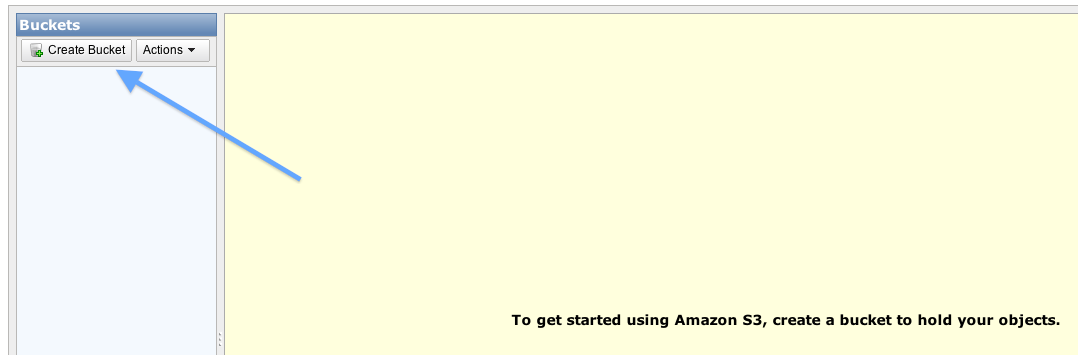 Buckets
Create Bucket Actions
To get started using Amazon S3, create a bucket to hold your objects.